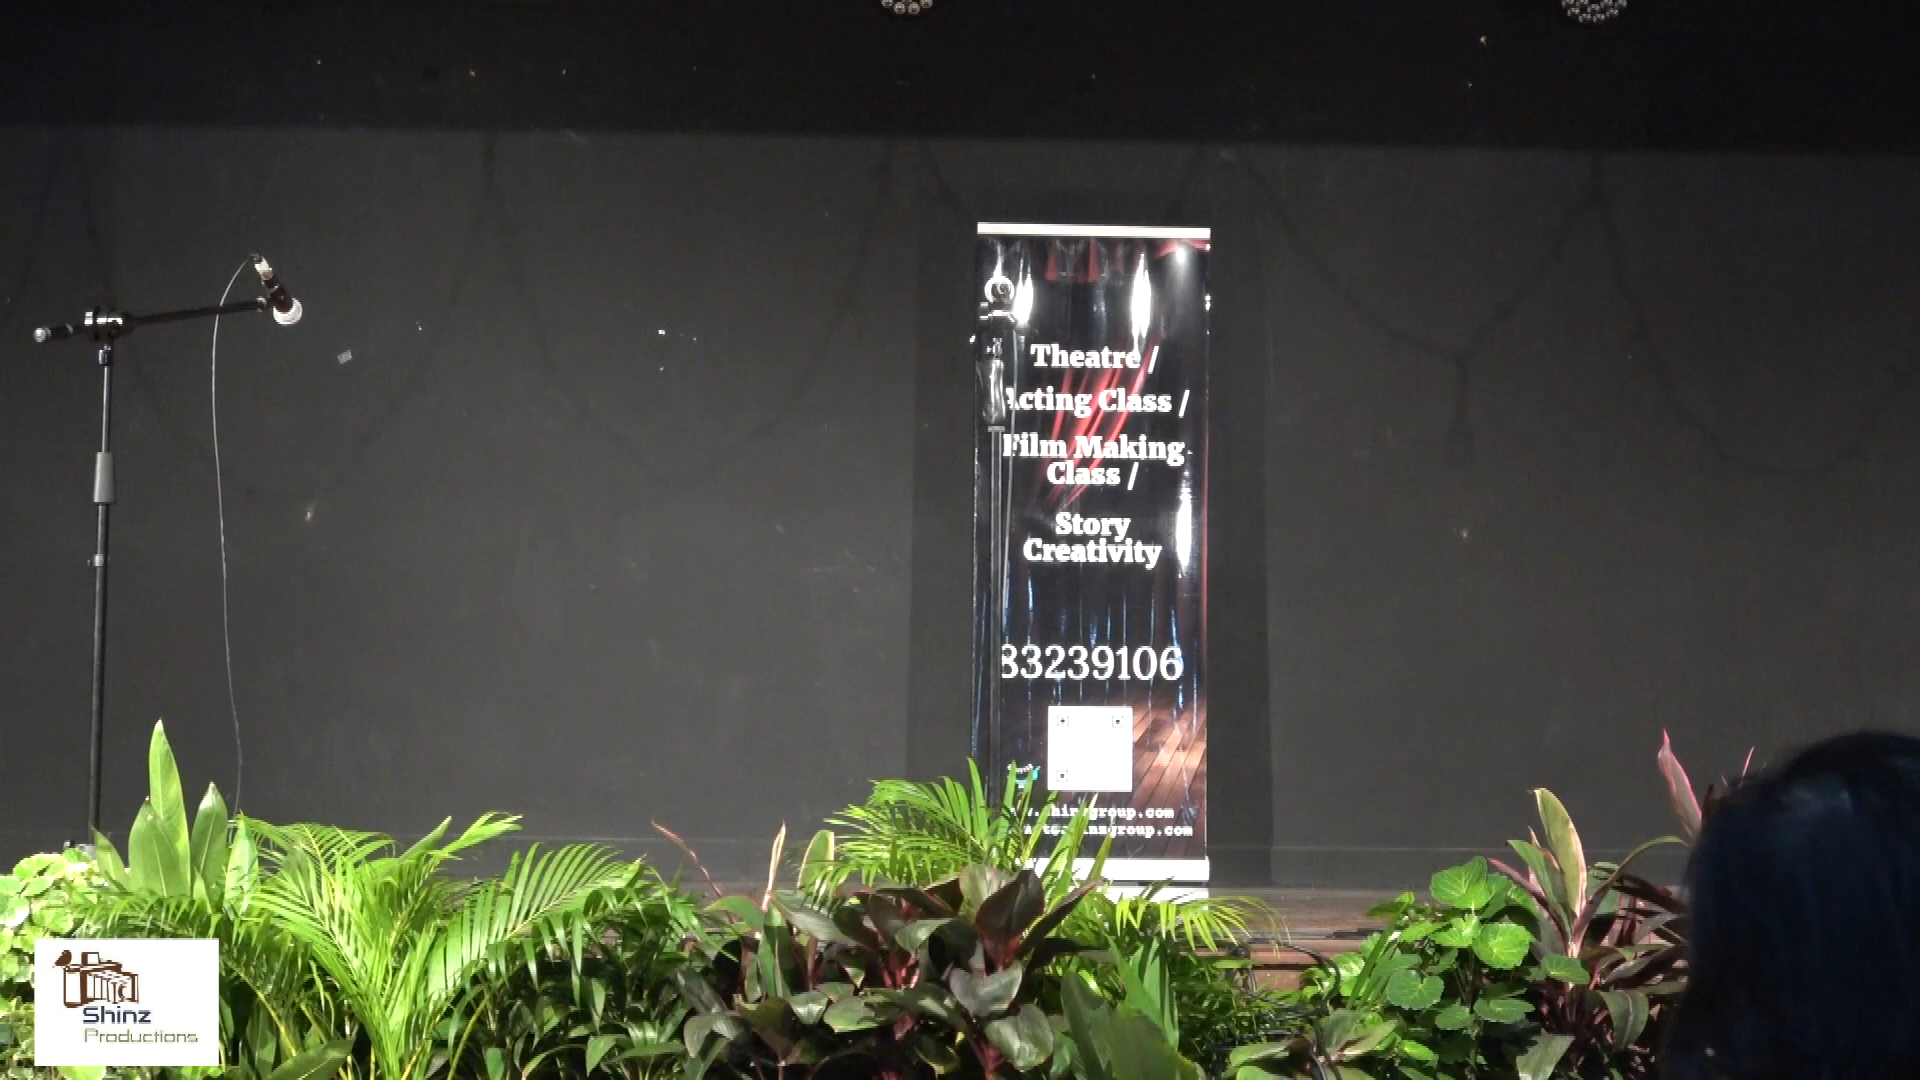 Theatre /
Acting Class /
Film Making
Class /
Story
Creativity
83239106
Shinz
Productions